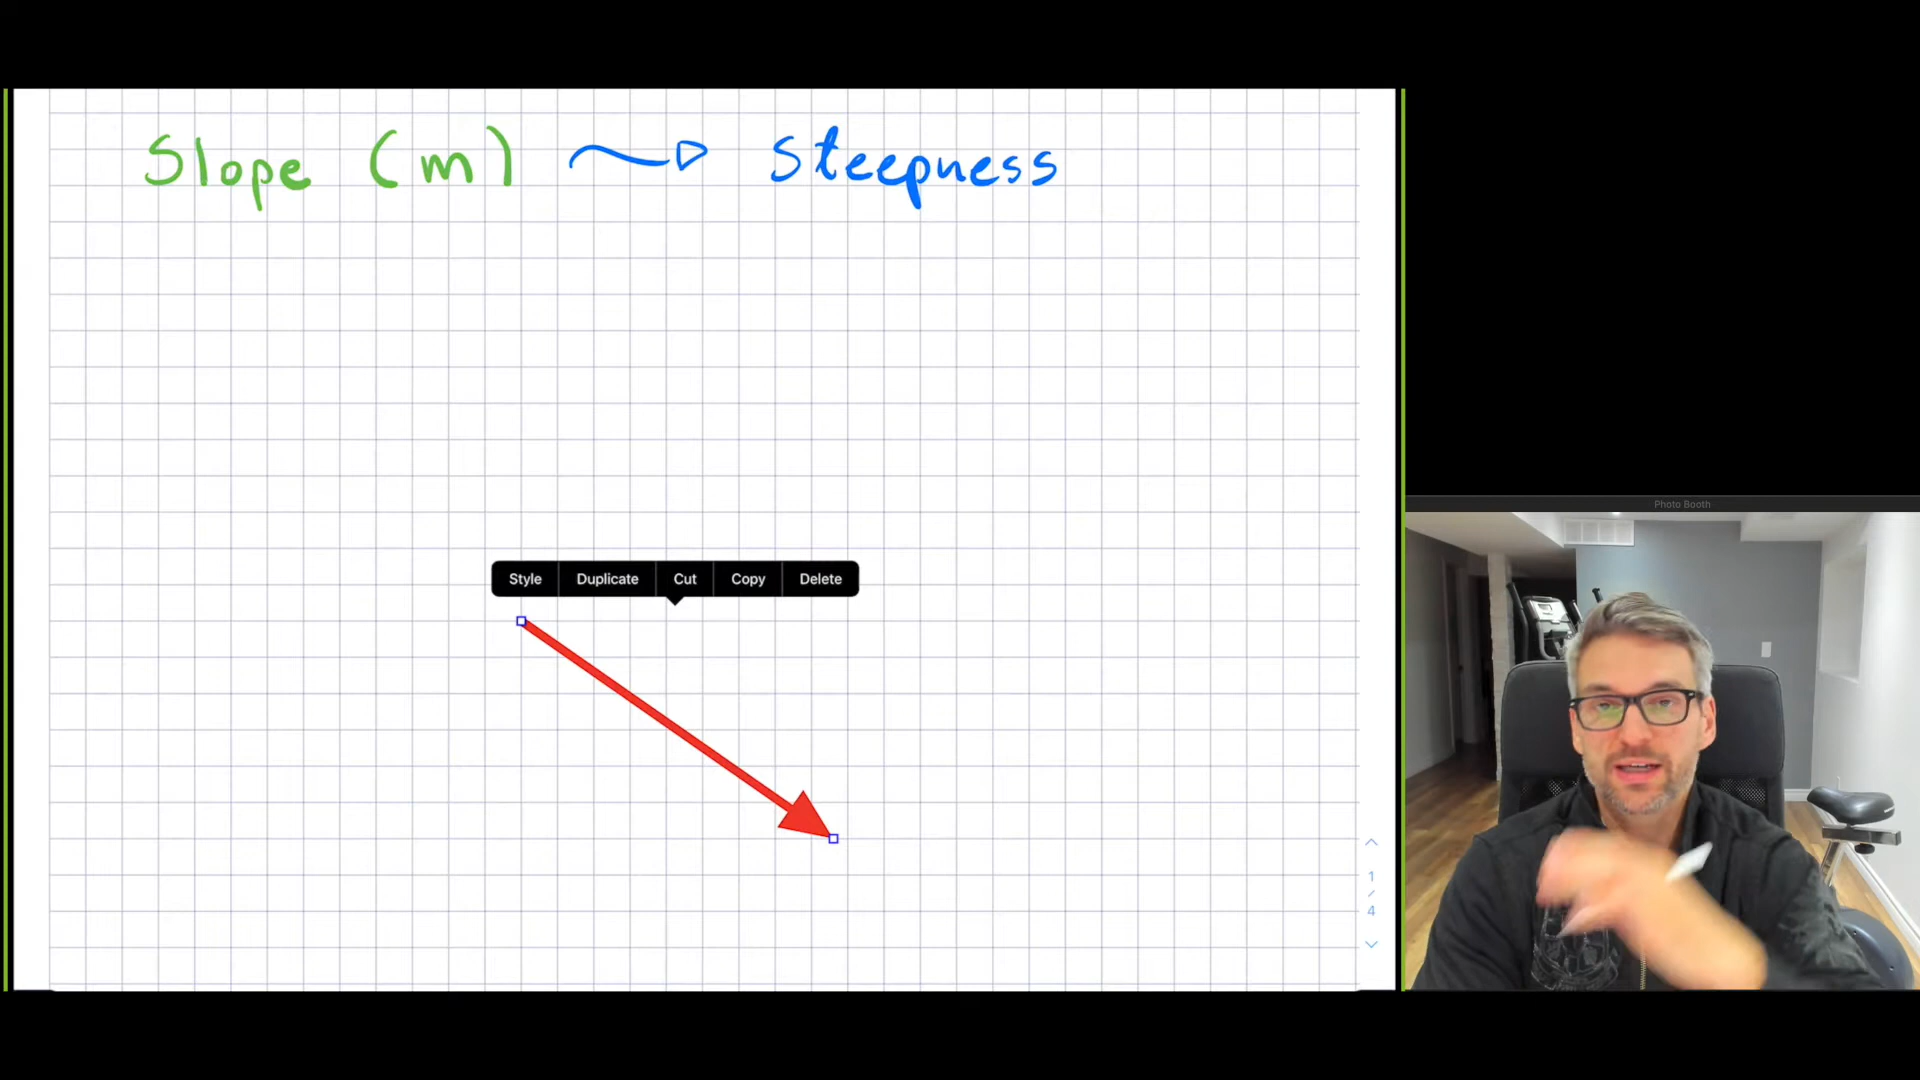 Slope (m) Steepness
Photo Booth
Style Duplicate Cut Copy Delete
1
/
4